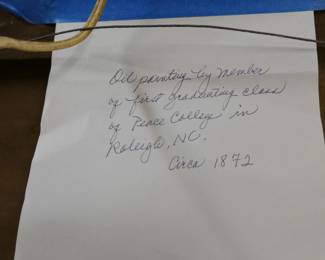 Oil painting by member
of first graduating class
of Peace College in
Raleigh, NC.
Circa 1872